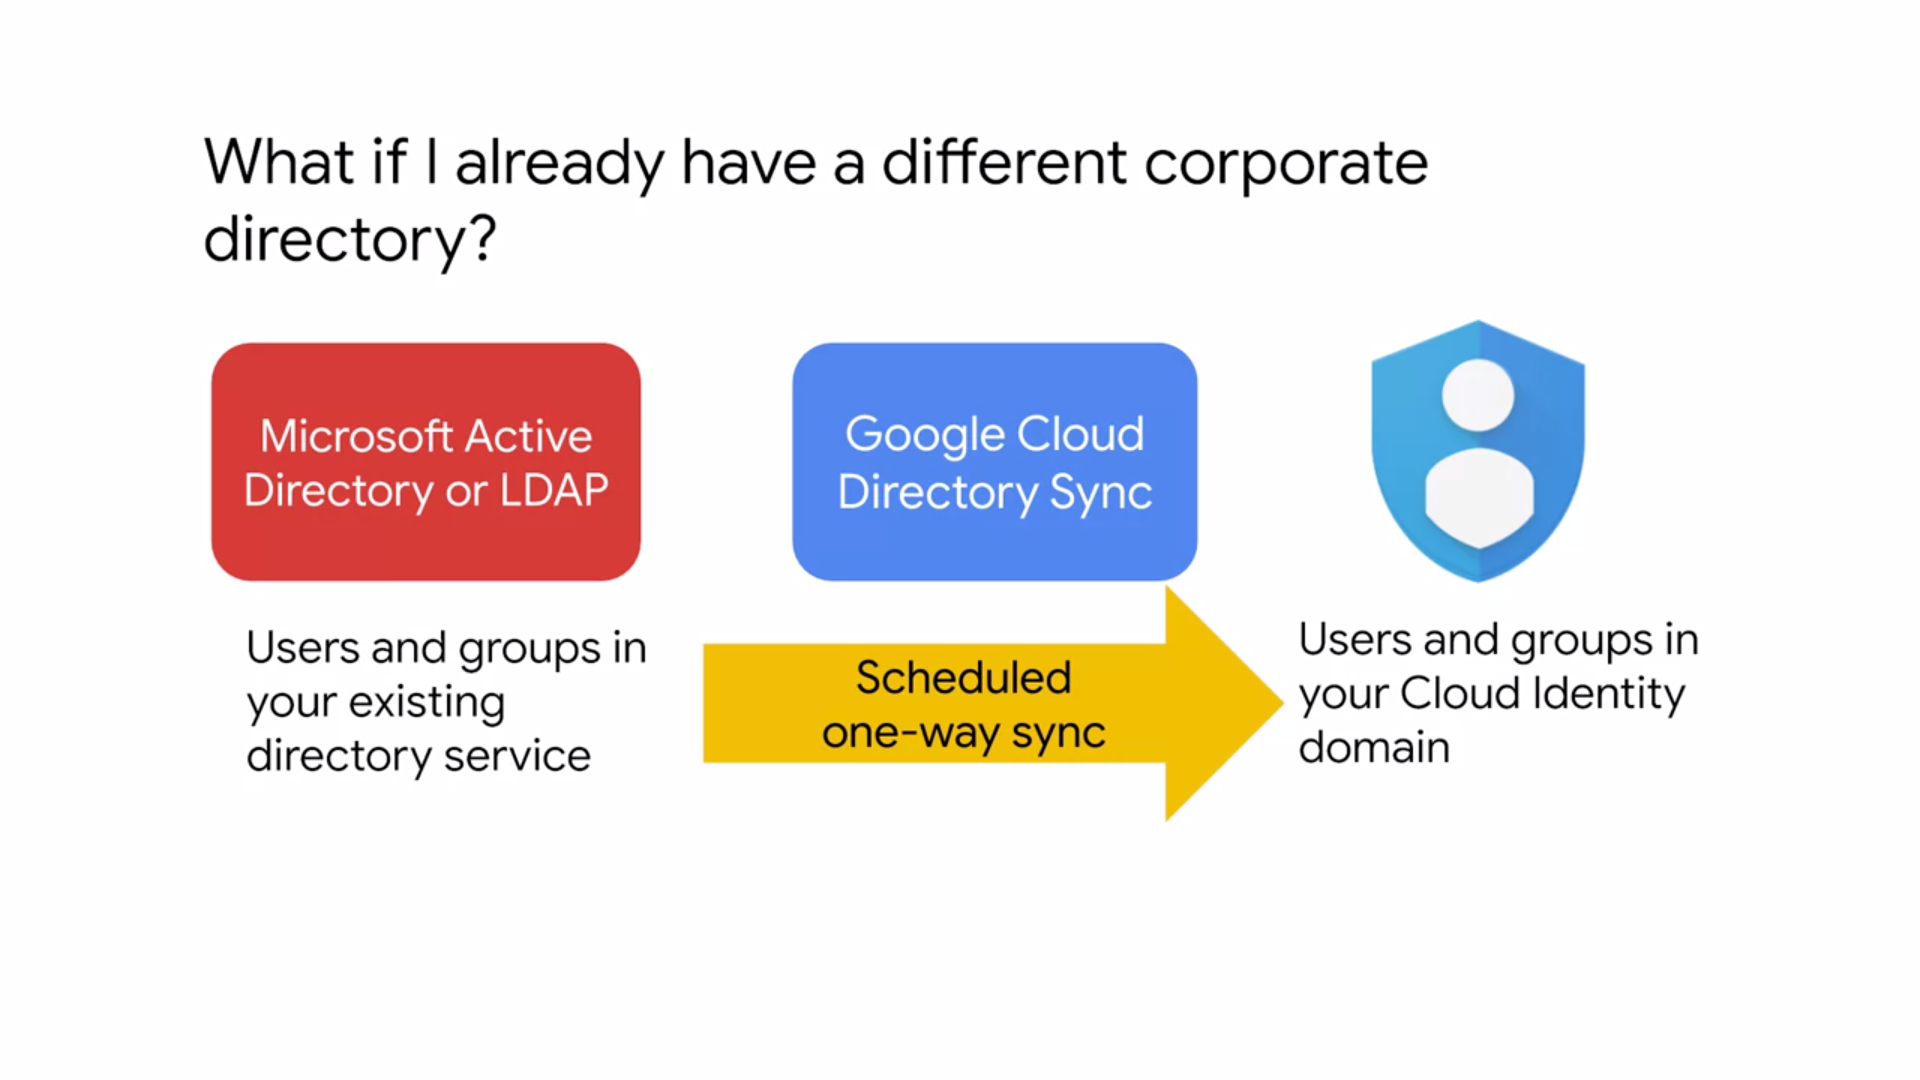 What if I already have a different corporate
directory?
Microsoft Active
Directory or LDAP
Google Cloud
Directory Sync
Users and groups in
your existing
directory service
Scheduled
one-way sync
Users and groups in
your Cloud Identity
domain